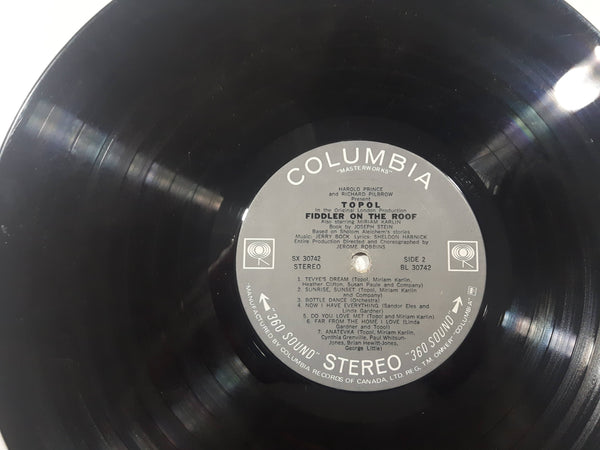 COLUMBIA
"MASTERWORKS"
HAROLD PRINCE
and RICHARD PILBROW
Present
TOPOL
In the Original London Production
FIDDLER ON THE ROOF
Also starring MIRIAM KARLIN
Book by JOSEPH STEIN
Based on Sholom Aleichem's stories
Music: JERRY BOCK Lyrics: SHELDON HARNICK
Entire Production Directed and Choreographed by
JEROME ROBBINS
SX 30742
STEREO
SIDE 2
BL 30742
1. TEVYE'S DREAM (Topol, Miriam Karlin,
Heather Clifton, Susan Paule and Company)
2. SUNRISE, SUNSET (Topol, Miriam Karlin
and Company)
3. BOTTLE DANCE (Orchestra)
4. NOW I HAVE EVERYTHING (Sandor Eles and
Linda Gardner)
5. DO YOU LOVE ME? (Topol and Miriam Karlin)
6. FAR FROM THE HOME I LOVE (Linda
Gardner and Topol)
7. ANATEVKA (Topol, Miriam Karlin,
Cynthia Grenville, Paul Whitsun-
Jones, Brian Hewitt-Jones,
George Little)
"360 SOUND" STEREO "360 SOUND"
MANUFACTURED BY COLUMBIA RECORDS OF CANADA, LTD. REG. T.M. OWNER "COLUMBIA"